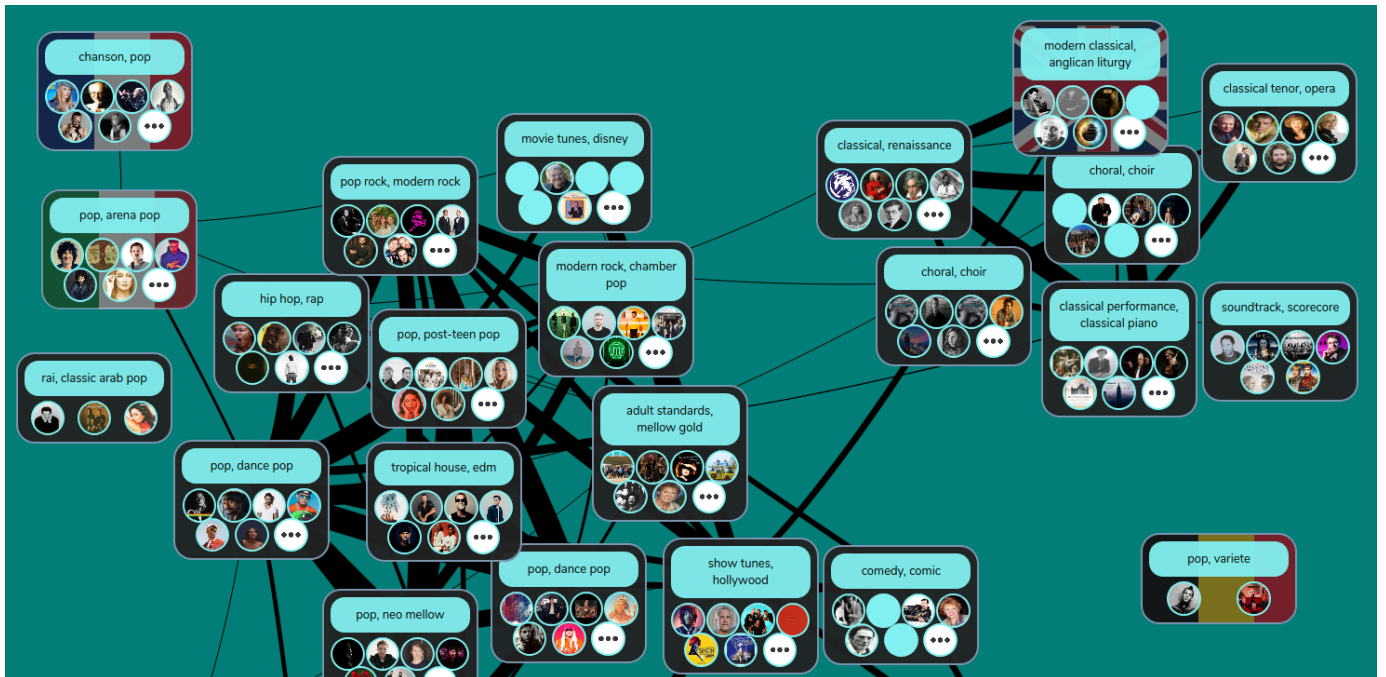 chanson, pop
modern classical,
anglican liturgy
classical tenor, opera
movie tunes, disney
classical, renaissance
pop rock, modern rock
choral, choir
pop, arena pop
modern rock, chamber
pop
choral, choir
hip hop, rap
classical performance,
classical piano
soundtrack, scorecore
pop, post-teen pop
rai, classic arab pop
adult standards,
mellow gold
pop, dance pop
tropical house, edm
pop, dance pop
show tunes,
hollywood
comedy, comic
pop, variete
pop, neo mellow